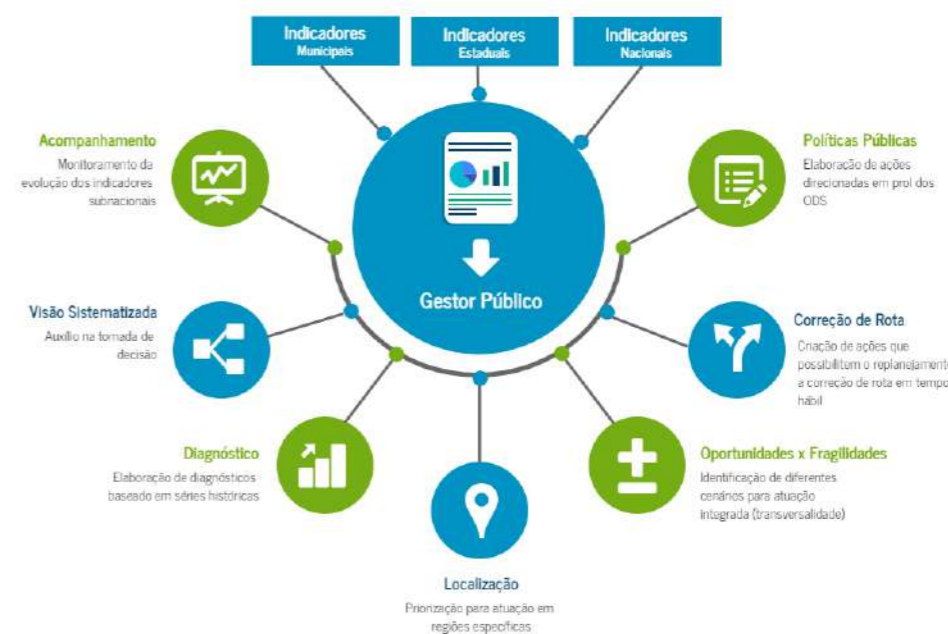 Indicadores
Municipais
Indicadores
Estaduais
Indicadores
Nacionais
Acompanhamento
Monitoramento da
evolução dos indicadores
subnacionais
Políticas Públicas
Elaboração de ações
direcionadas em prol dos
ODS
Gestor Público
Visão Sistematizada
Auxílio na tomada de
decisão
Correção de Rota
Criação de ações que
possibilitem o replanejamento
a correção de rota em tempo
hábil
Diagnóstico
Elaboração de diagnósticos
baseado em séries históricas
Oportunidades x Fragilidades
Identificação de diferentes
cenários para atuação
integrada (transversalidade)
Localização
Priorização para atuação em
regiões específicas